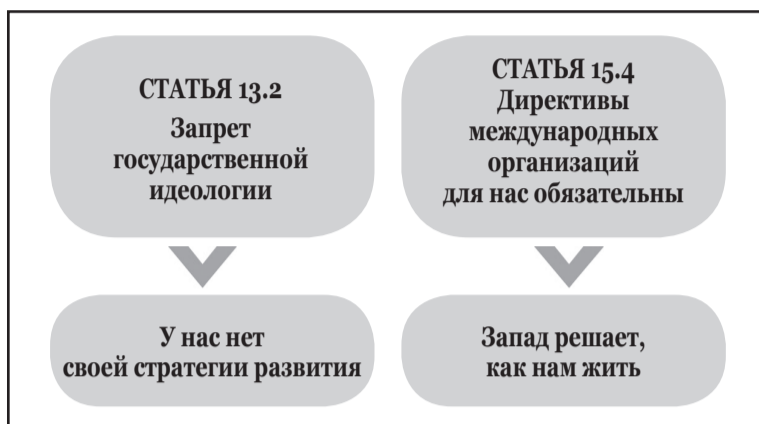 СТАТЬЯ 13.2
Запрет
государственной
идеологии
СТАТЬЯ 15.4
Директивы
международных
организаций
для нас обязательны
У нас нет
своей стратегии развития
Запад решает,
как нам жить